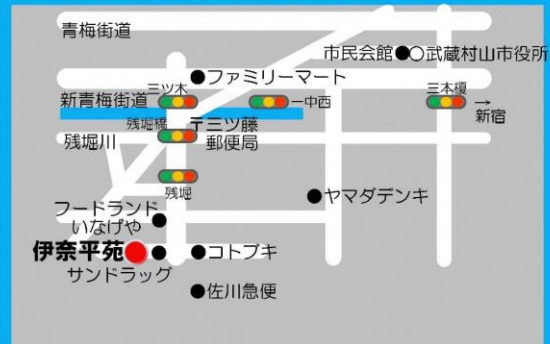 青梅街道
市民会館●○武蔵村山市役所
●ファミリーマート
三ツ木
三本榎
新青梅街道
←中西
→
新宿
残堀橋
〒三ツ藤
郵便局
残堀川
残堀
●ヤマダデンキ
フードランド
いなげや
伊奈平苑
●コトブキ
サンドラッグ
●佐川急便